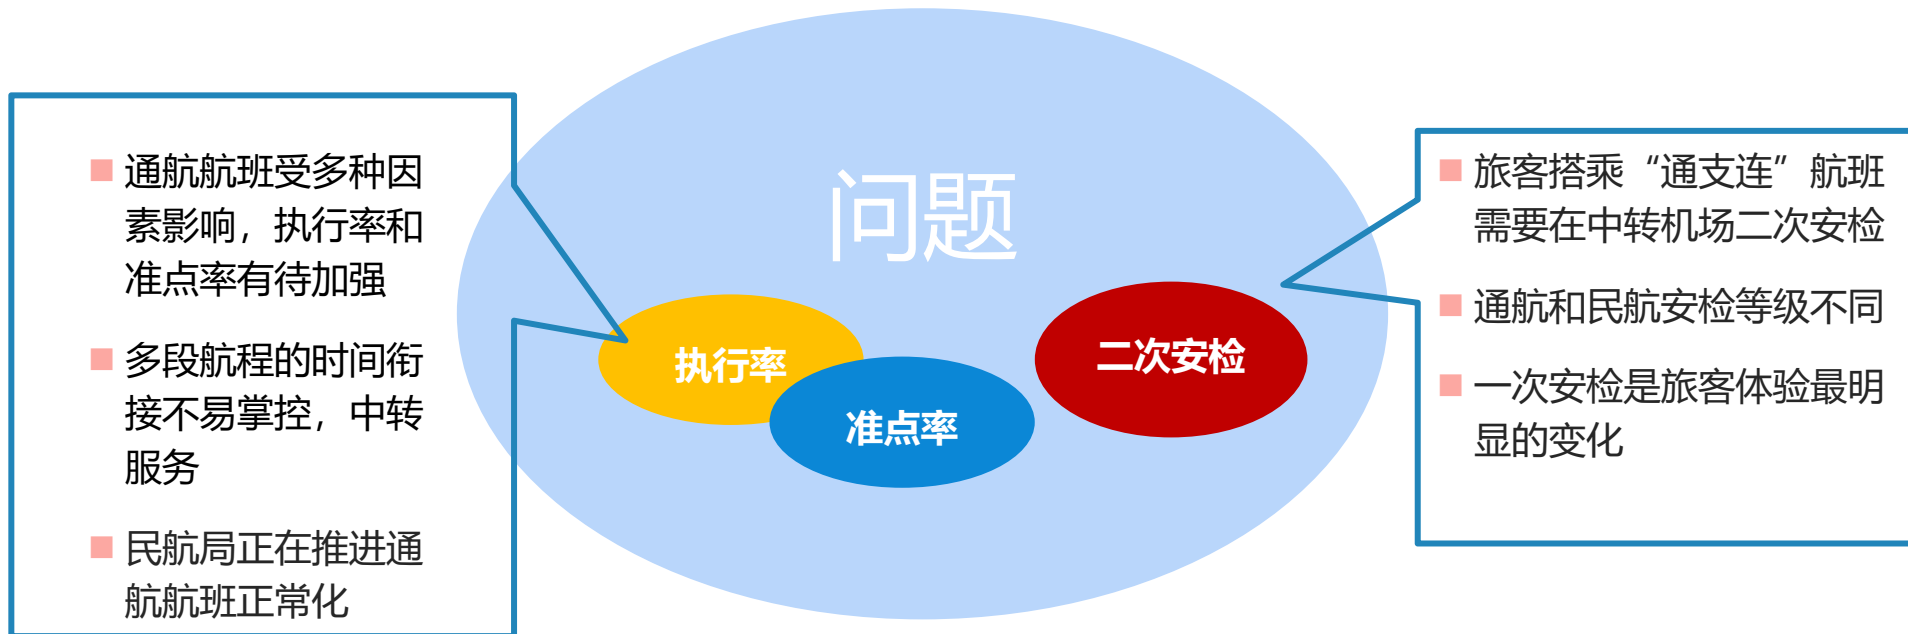 通航航班受多种因
素影响，执行率和
准点率有待加强
多段航程的时间衔
接不易掌控，中转
服务
民航局正在推进通
航航班正常化
问题
执行率
准点率
二次安检
旅客搭乘“通支连”航班
需要在中转机场二次安检
通航和民航安检等级不同
一次安检是旅客体验最明
显的变化